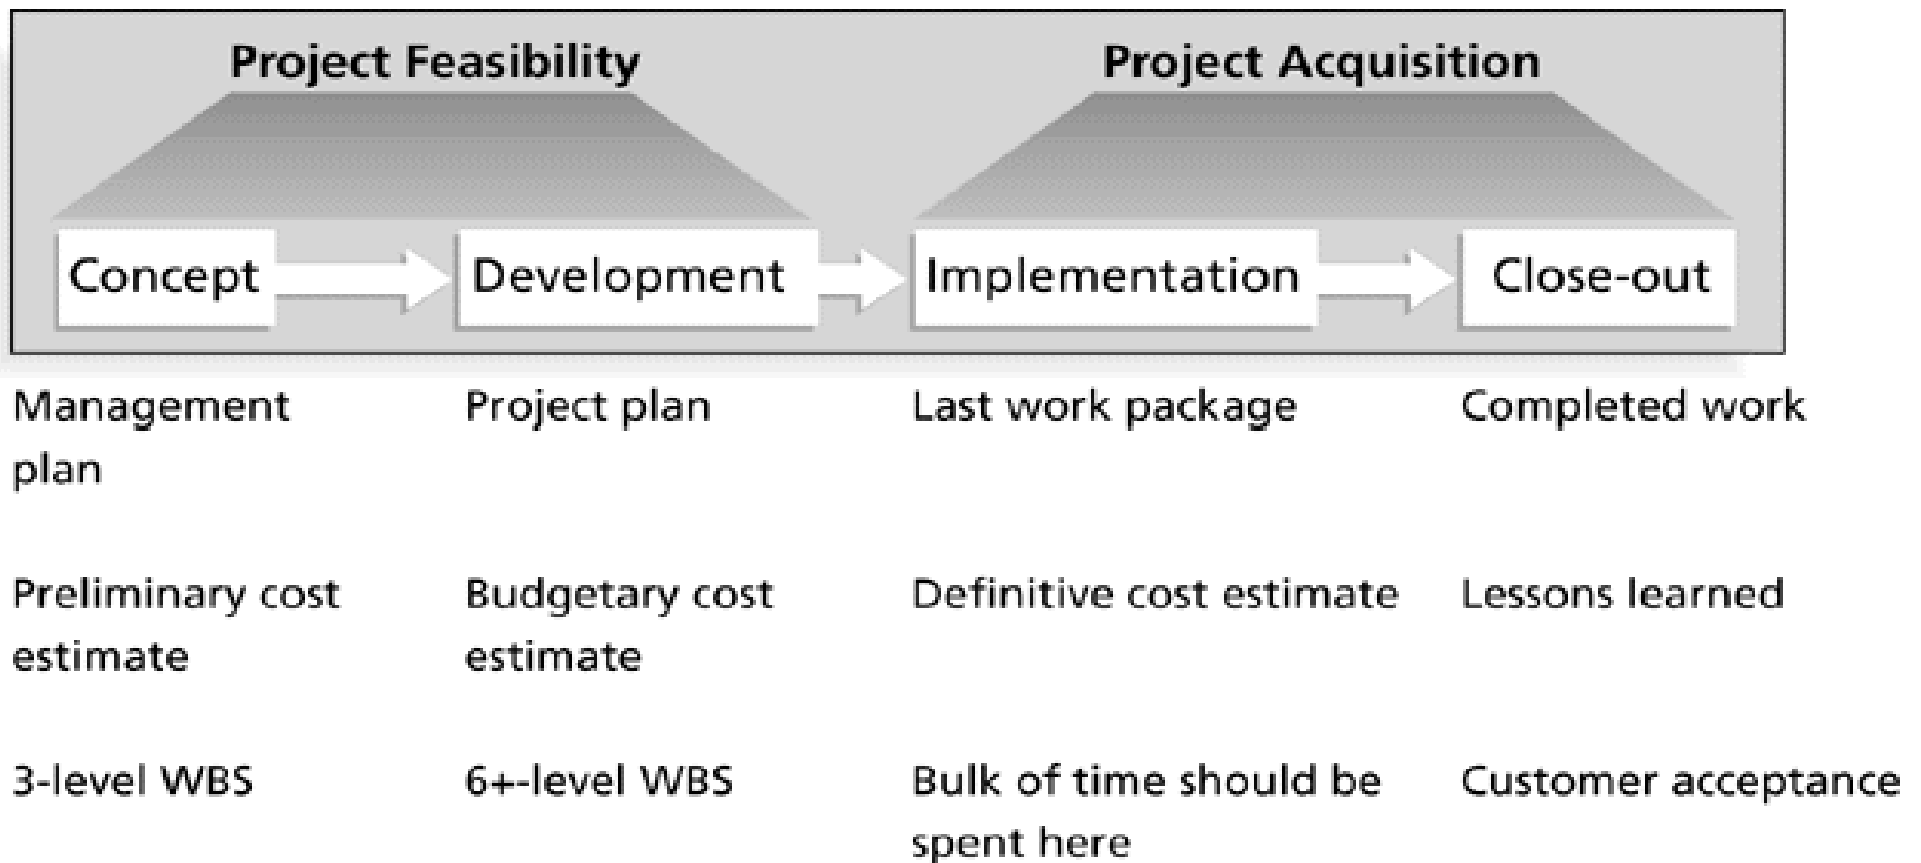 Project Feasibility
Project Acquisition
Concept
Development
Implementation
Close-out
Management
plan
Project plan
Last work package
Completed work
Preliminary cost
estimate
Budgetary cost
estimate
Definitive cost estimate
Lessons learned
3-level WBS
6+-level WBS
Bulk of time should be
spent here
Customer acceptance